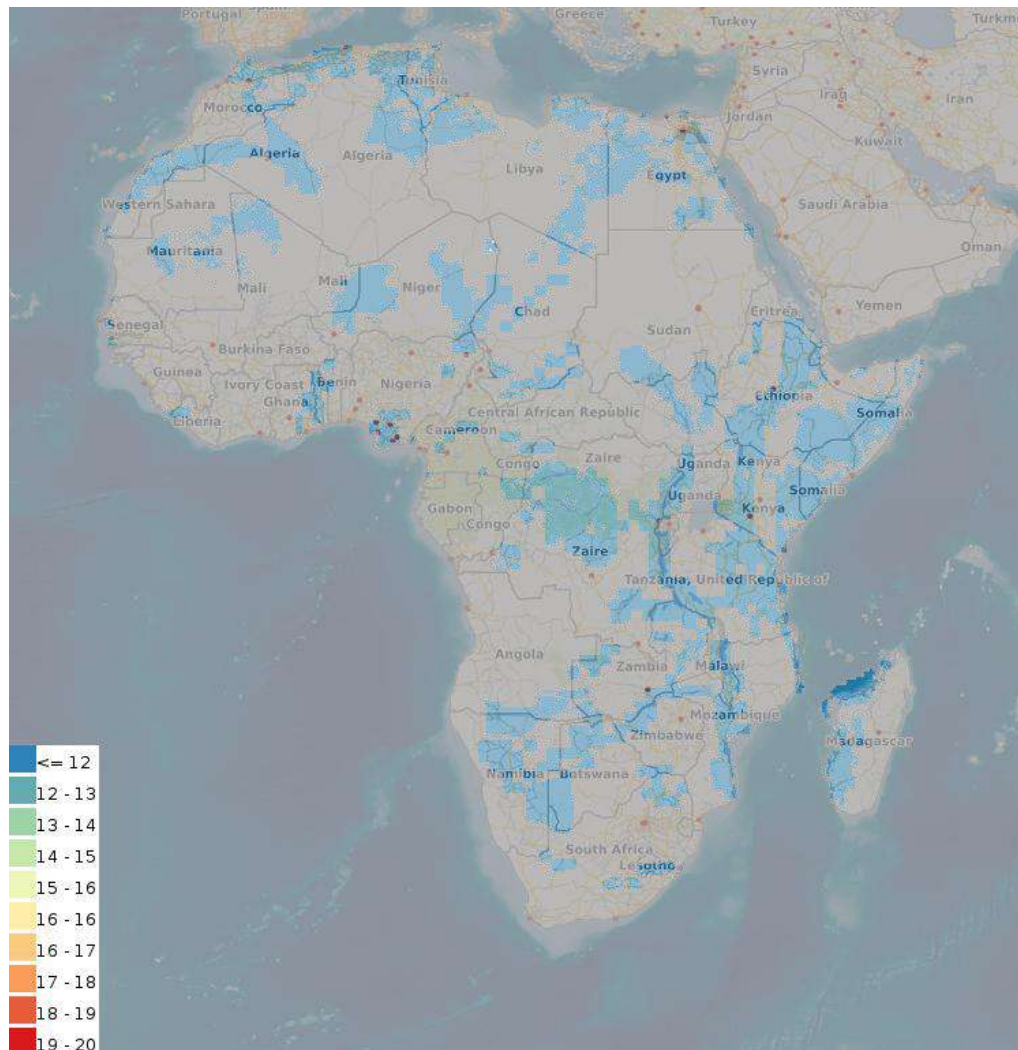 Portugal
Spain
Greece
Turkey
Turkm
Syria
Tunisia
Iraq
Iran
Morocco
Jordan
Kuwait
Algeria
Algeria
Libya
Egypt
Western Sahara
Saudi Arabia
Mauritania
Oman
Mali
Mali
Niger
Chad
Yemen
Senegal
Sudan
Eritrea
Burkina Faso
Guinea
Ivory Coast
Benin
Nigeria
Ghana
Ethiopia
Liberia
Central African Republic
Somalia
Cameroon
Congo
Zaire
Uganda
Kenya
Uganda
Somalia
Gabon
Kenya
Congo
Zaire
Tanzania, United Republic of
Angola
Zambia
Malawi
Mozambique
Zimbabwe
Madagascar
Namibia
Botswana
South Africa
Lesotho
<= 12
12 - 13
13 - 14
14 - 15
15 - 16
16 - 16
16 - 17
17 - 18
18 - 19
19 - 20